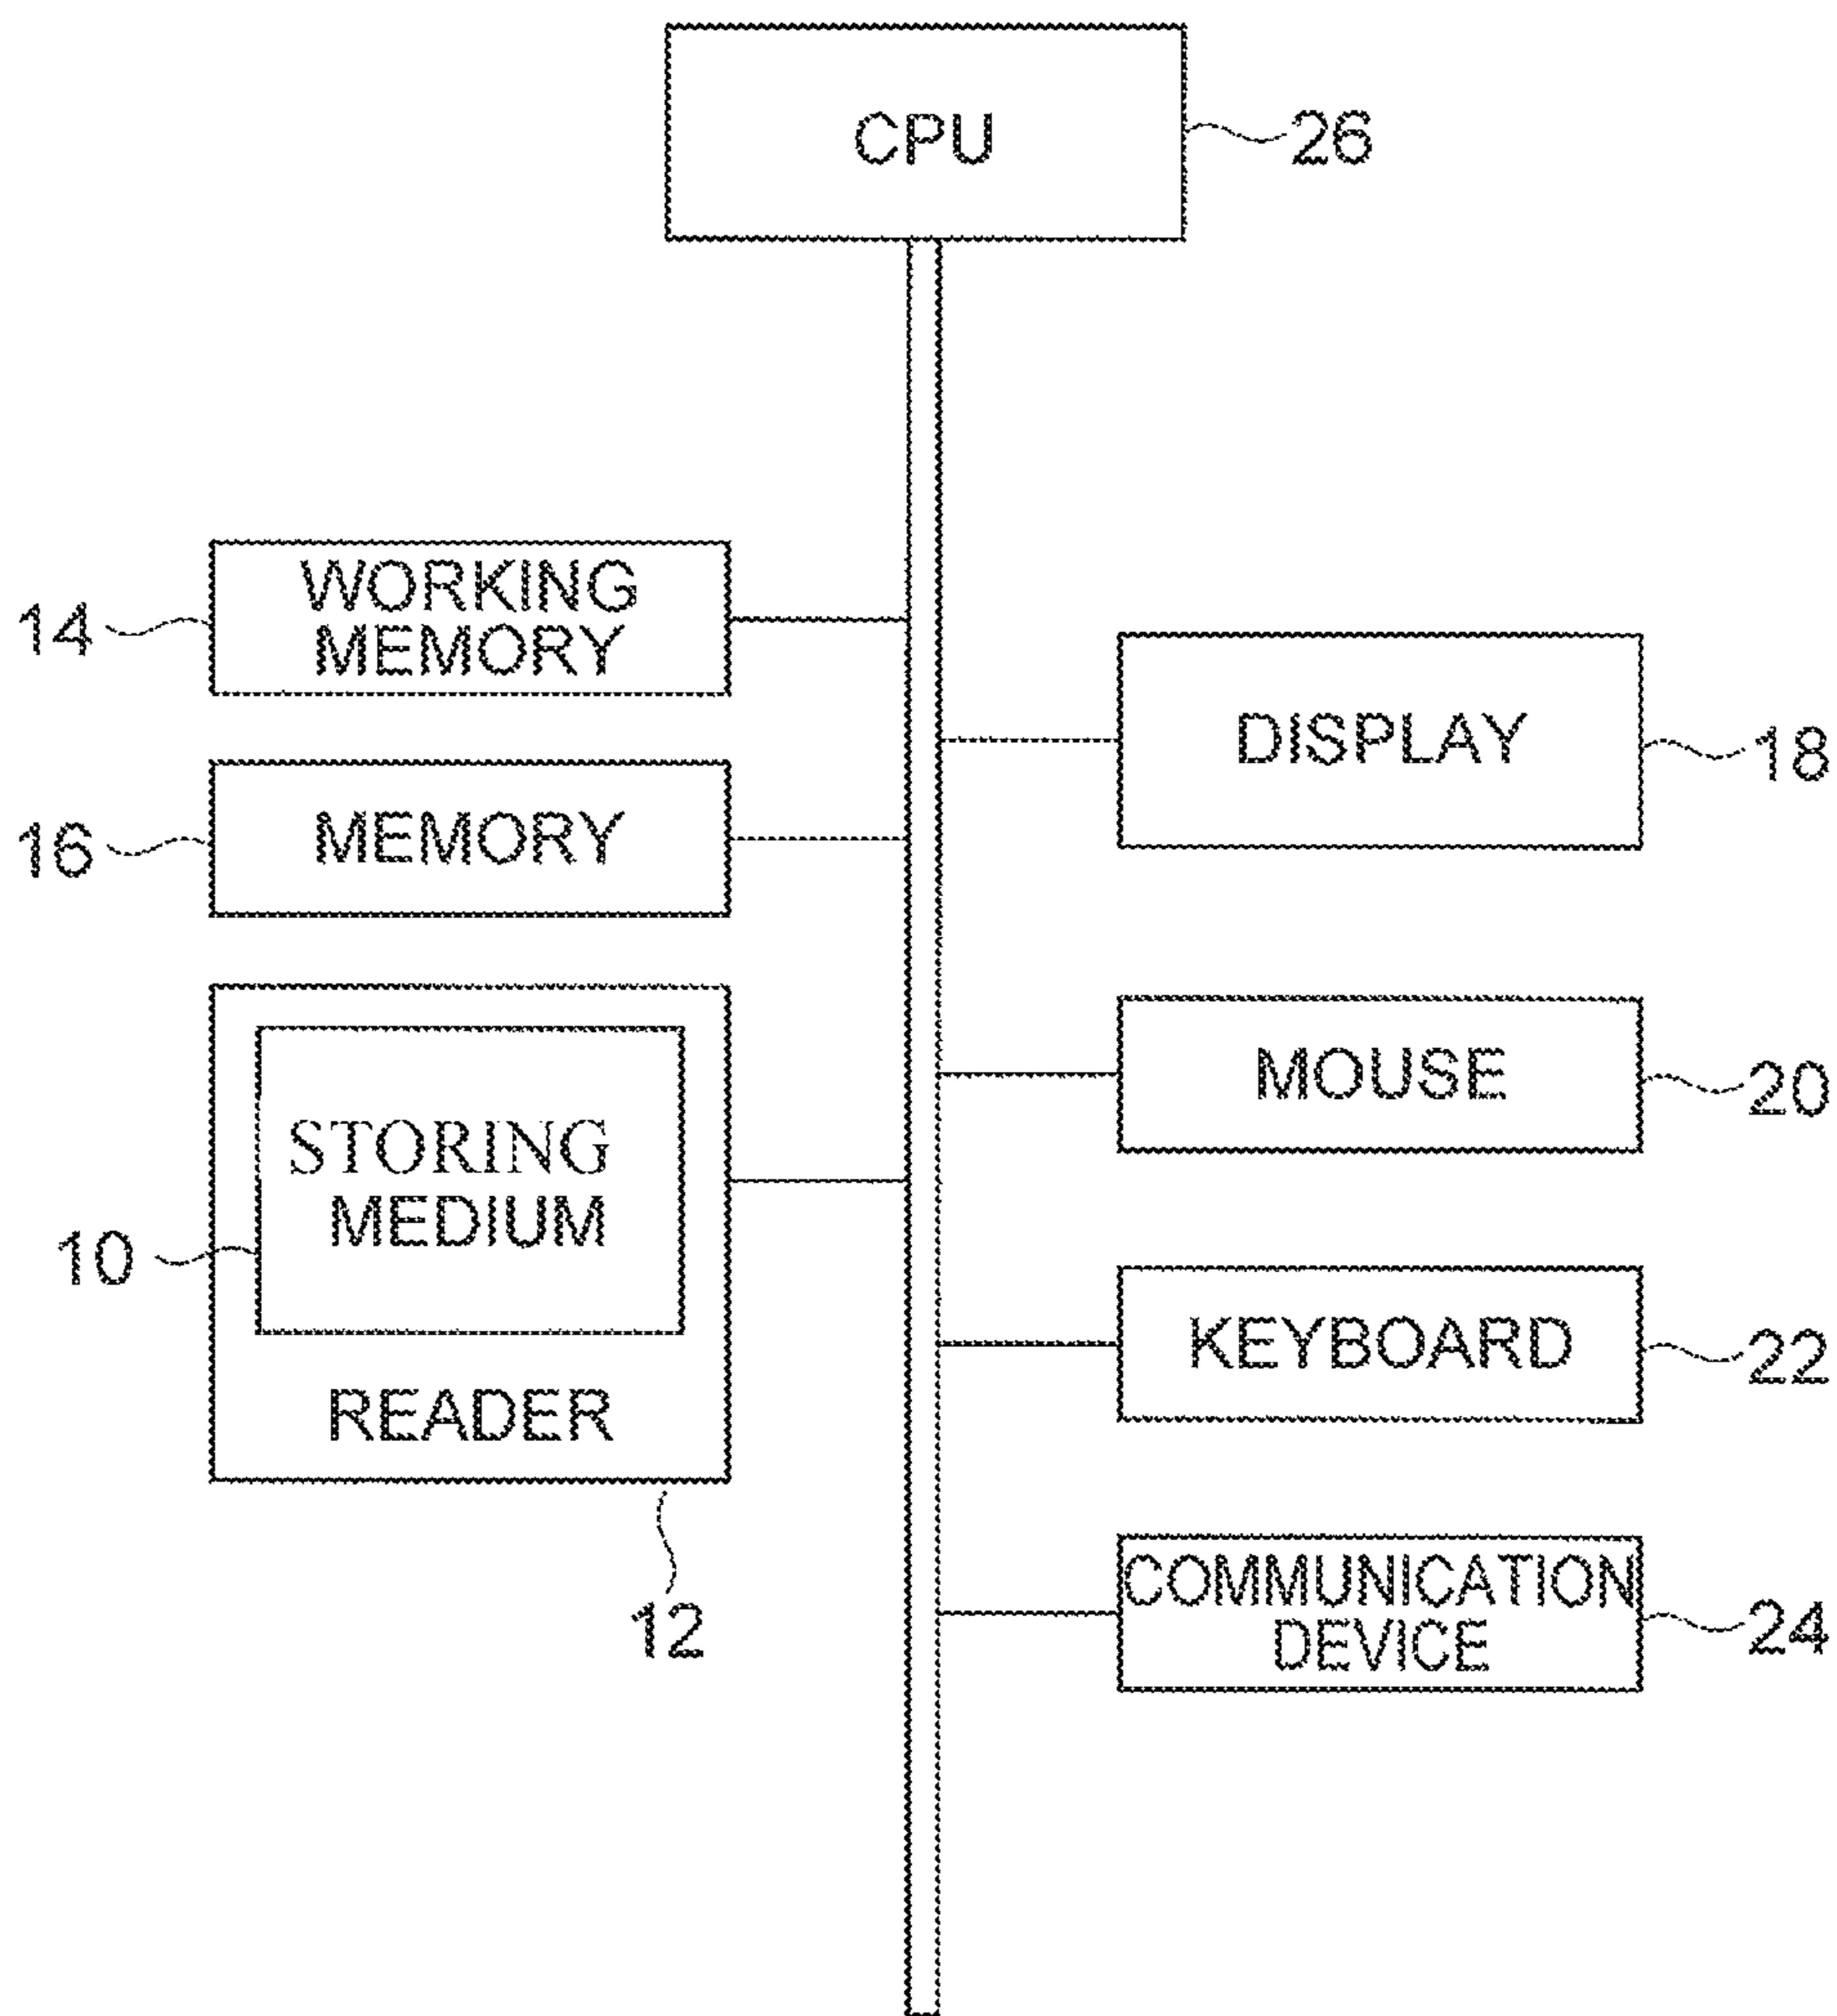 CPU
26
WORKING
MEMORY
14
MEMORY
16
STORING
MEDIUM
10
READER
12
DISPLAY
18
MOUSE
20
KEYBOARD
22
COMMUNICATION
DEVICE
24